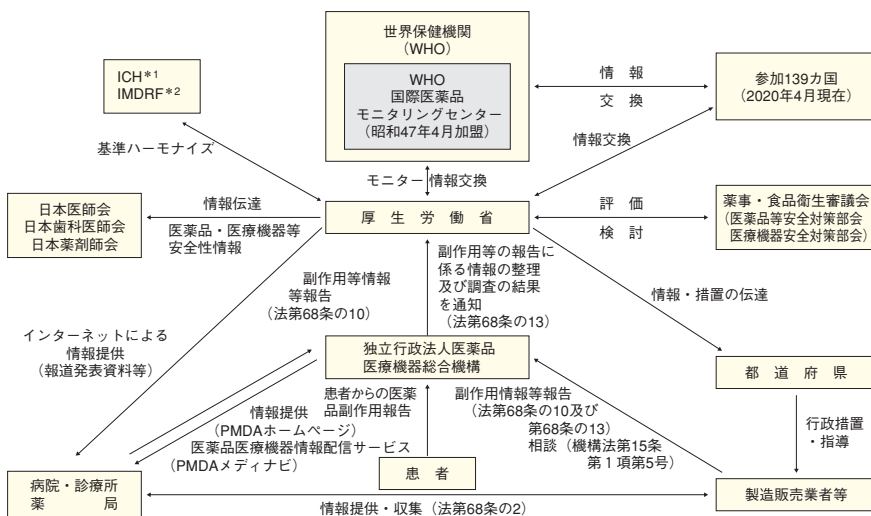 世界保健機関
（WHO）
WHO
国際医薬品
モニタリングセンター
（昭和47年4月加盟）
ICH＊1
IMDRF＊2
情　報
交　換
参加139カ国
（2020年4月現在）
基準ハーモナイズ
モニター 情報交換
情報交換
日本医師会
日本歯科医師会
日本薬剤師会
情報伝達
医薬品・医療機器等
安全性情報
厚　生　労　働　省
評　価
検　討
薬事・食品衛生審議会
（医薬品等安全対策部会
医療機器安全対策部会）
副作用等情報
等報告
（法第68条の10）
副作用等の報告に
係る情報の整理
及び調査の結果
を通知
（法第68条の13）
情報・措置の伝達
インターネットによる
情報提供
（報道発表資料等）
独立行政法人医薬品
医療機器総合機構
都　道　府　県
患者からの医薬
品副作用報告
副作用情報等報告
（法第68条の10及び
第68条の13）
相談（機構法第15条
第１項第5号）
情報提供
（PMDAホームページ）
医薬品医療機器情報配信サービス
（PMDAメディナビ）
行政措置
・指導
病院・診療所
薬　　　局
患　者
製造販売業者等
情報提供・収集（法第68条の2）